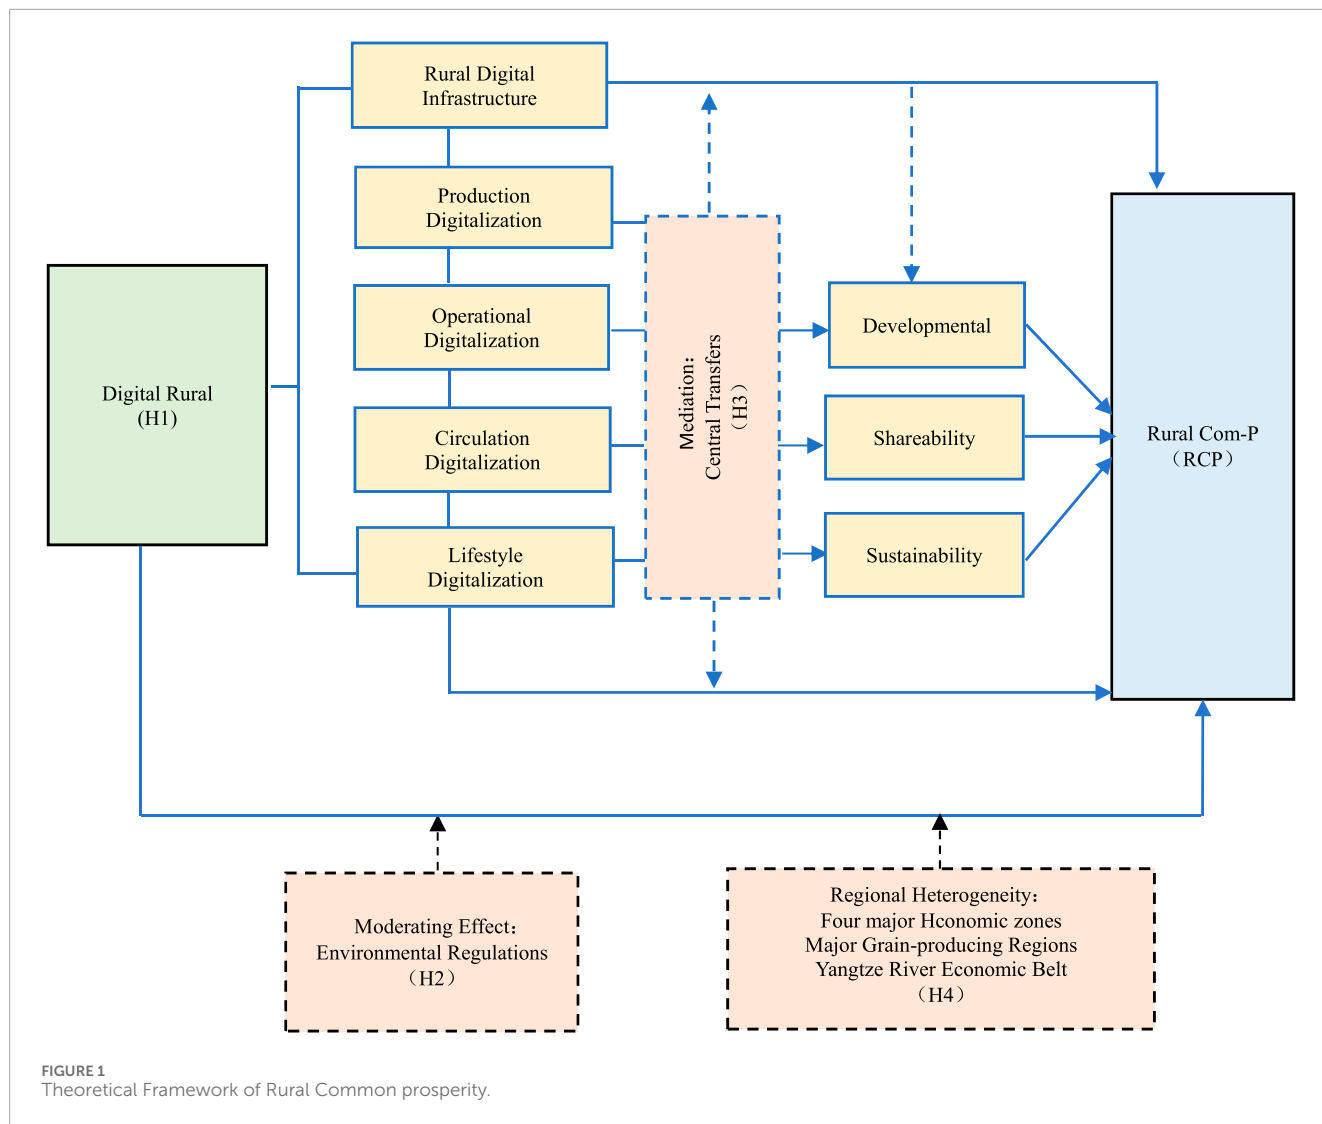 Rural Digital
Infrastructure
Production
Digitalization
Operational
Digitalization
Circulation
Digitalization
Lifestyle
Digitalization
Digital Rural
(H1)
Mediation：
Central Transfers
（H3）
Developmental
Shareability
Sustainability
Rural Com-P
（RCP）
Moderating Effect：
Environmental Regulations
（H2）
Regional Heterogeneity：
Four major Hconomic zones
Major Grain-producing Regions
Yangtze River Economic Belt
（H4）
FIGURE 1
Theoretical Framework of Rural Common prosperity.